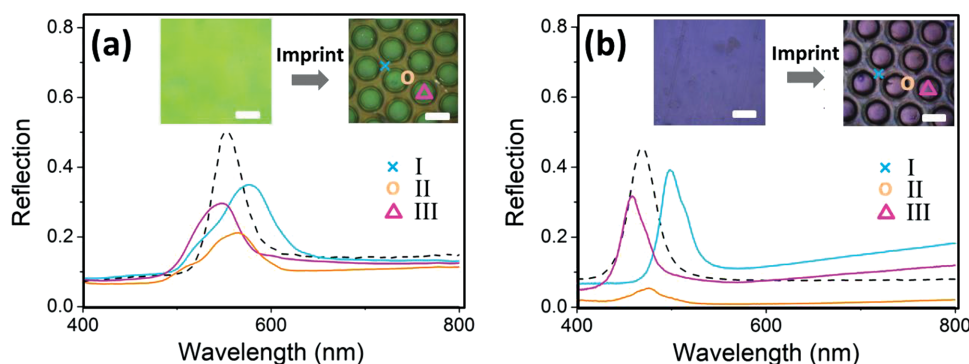 (a)
Imprint
× I
O II
△ III
Reflection
0.8
0.6
0.4
0.2
0.0
400
600
800
Wavelength (nm)
(b)
Imprint
× I
O II
△ III
Reflection
0.8
0.6
0.4
0.2
0.0
400
600
800
Wavelength (nm)